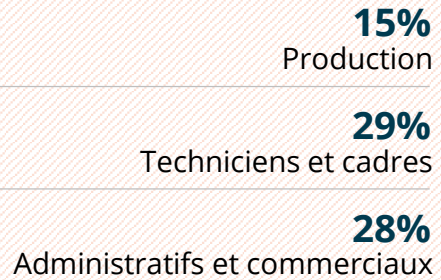 15%
Production
29%
Techniciens et cadres
28%
Administratifs et commerciaux